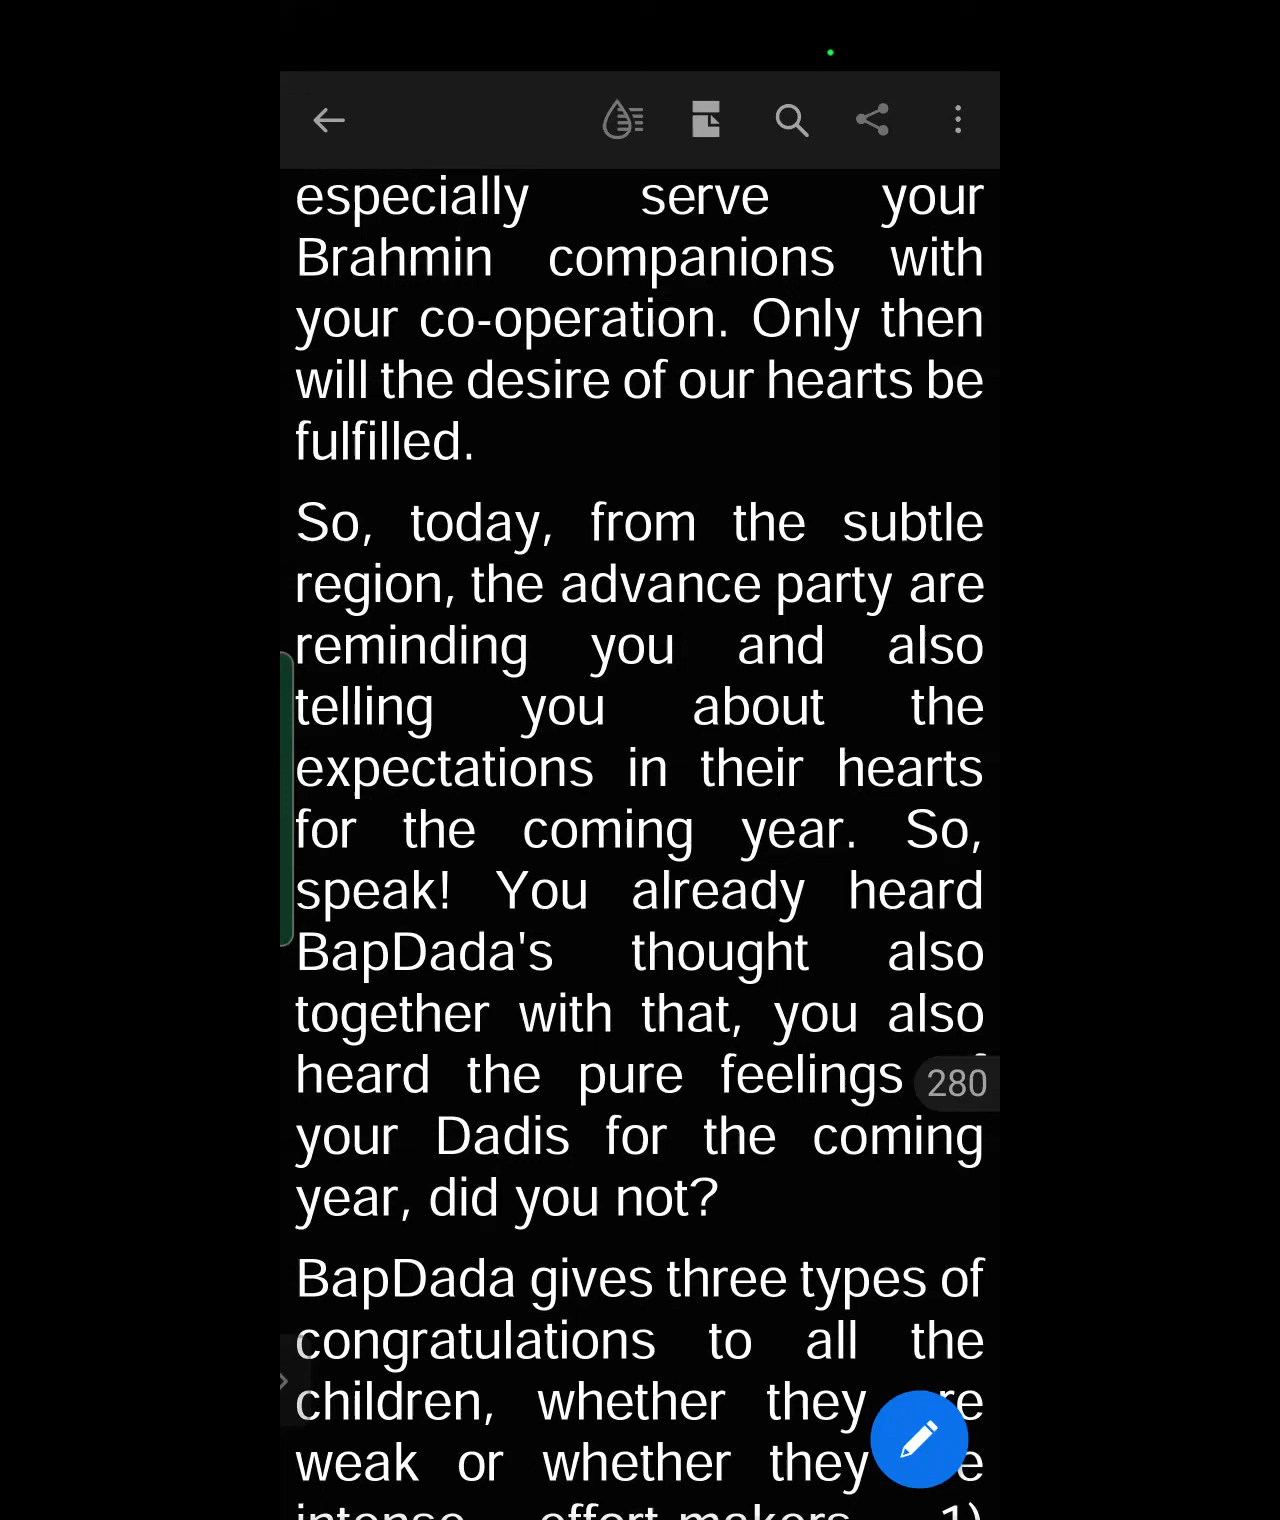 especially serve your
Brahmin companions with
your co-operation. Only then
will the desire of our hearts be
fulfilled.
So, today, from the subtle
region, the advance party are
reminding you and also
telling you about the
expectations in their hearts
for the coming year. So,
speak! You already heard
BapDada's thought also
together with that, you also
heard the pure feelings
280
your Dadis for the coming
year, did you not?
BapDada gives three types of
congratulations to all the
children, whether they
weak or whether they
intense effort-makers. 1)